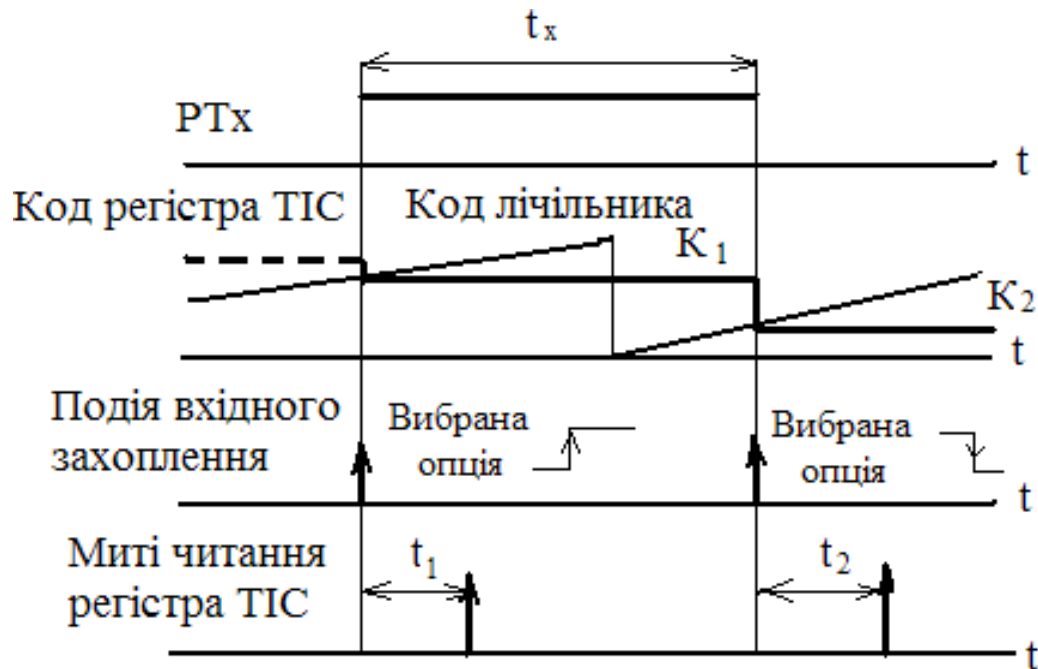 tx
PTx
t
Код регістра TIC
Код лічільника
K1
K2
t
Подія вхідного
захоплення
Вибрана
опція
Вибрана
опція
t
Миті читання
регістра TIC
t1
t2
t